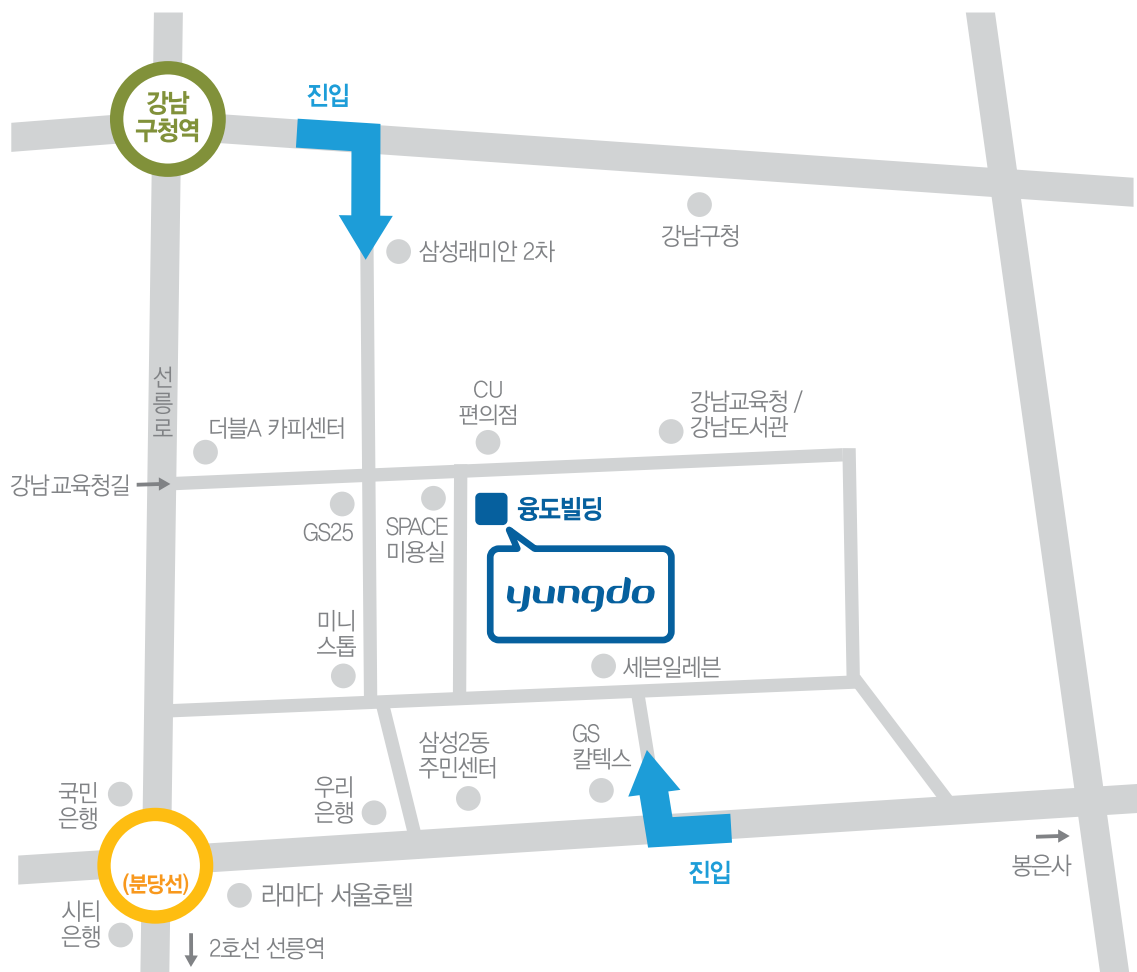 강남
구청역
진입
삼성래미안 2차
강남구청
선릉로
더블A 카피센터
CU
편의점
강남교육청 /
강남도서관
강남교육청길
GS25
SPACE
미용실
융도빌딩
yungdo
미니
스톱
세븐일레븐
삼성2동
주민센터
GS
칼텍스
국민
은행
우리
은행
(분당선)
진입
봉은사
라마다 서울호텔
시티
은행
2호선 선릉역